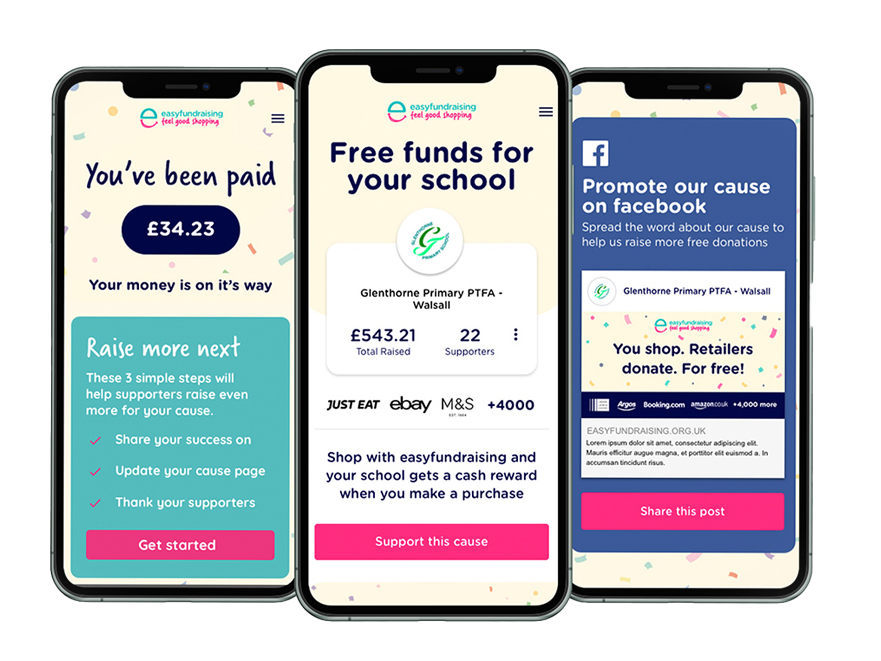 easyfundraising
feel good shopping
You've been paid
£34.23
Your money is on it's way
Raise more next
These 3 simple steps will
help supporters raise even
more for your cause.
Share your success on
Update your cause page
Thank your supporters
Get started
easyfundraising
feel good shopping
Free funds for
your school
GLENTHORNE
PRIMARY SCHOOL
Glenthorne Primary PTFA -
Walsall
£543.21
Total Raised
22
Supporters
JUST EAT ebay M&S +4000
EST. 1884
Shop with easyfundraising and
your school gets a cash reward
when you make a purchase
Support this cause
Promote our cause
on facebook
Spread the word about our cause to
help us raise more free donations
Glenthorne Primary PTFA - Walsall
easyfundraising
feel good shopping
You shop. Retailers
donate. For free!
Argos Booking.com amazon.co.uk +4,000 more
EASYFUNDRAISING.ORG.UK
Lorem ipsum dolor sit amet, consectetur adipiscing elit.
Mauris efficitur augue magna, et porttitor elit euismod a. In
accumsan tincidunt risus.
Share this post